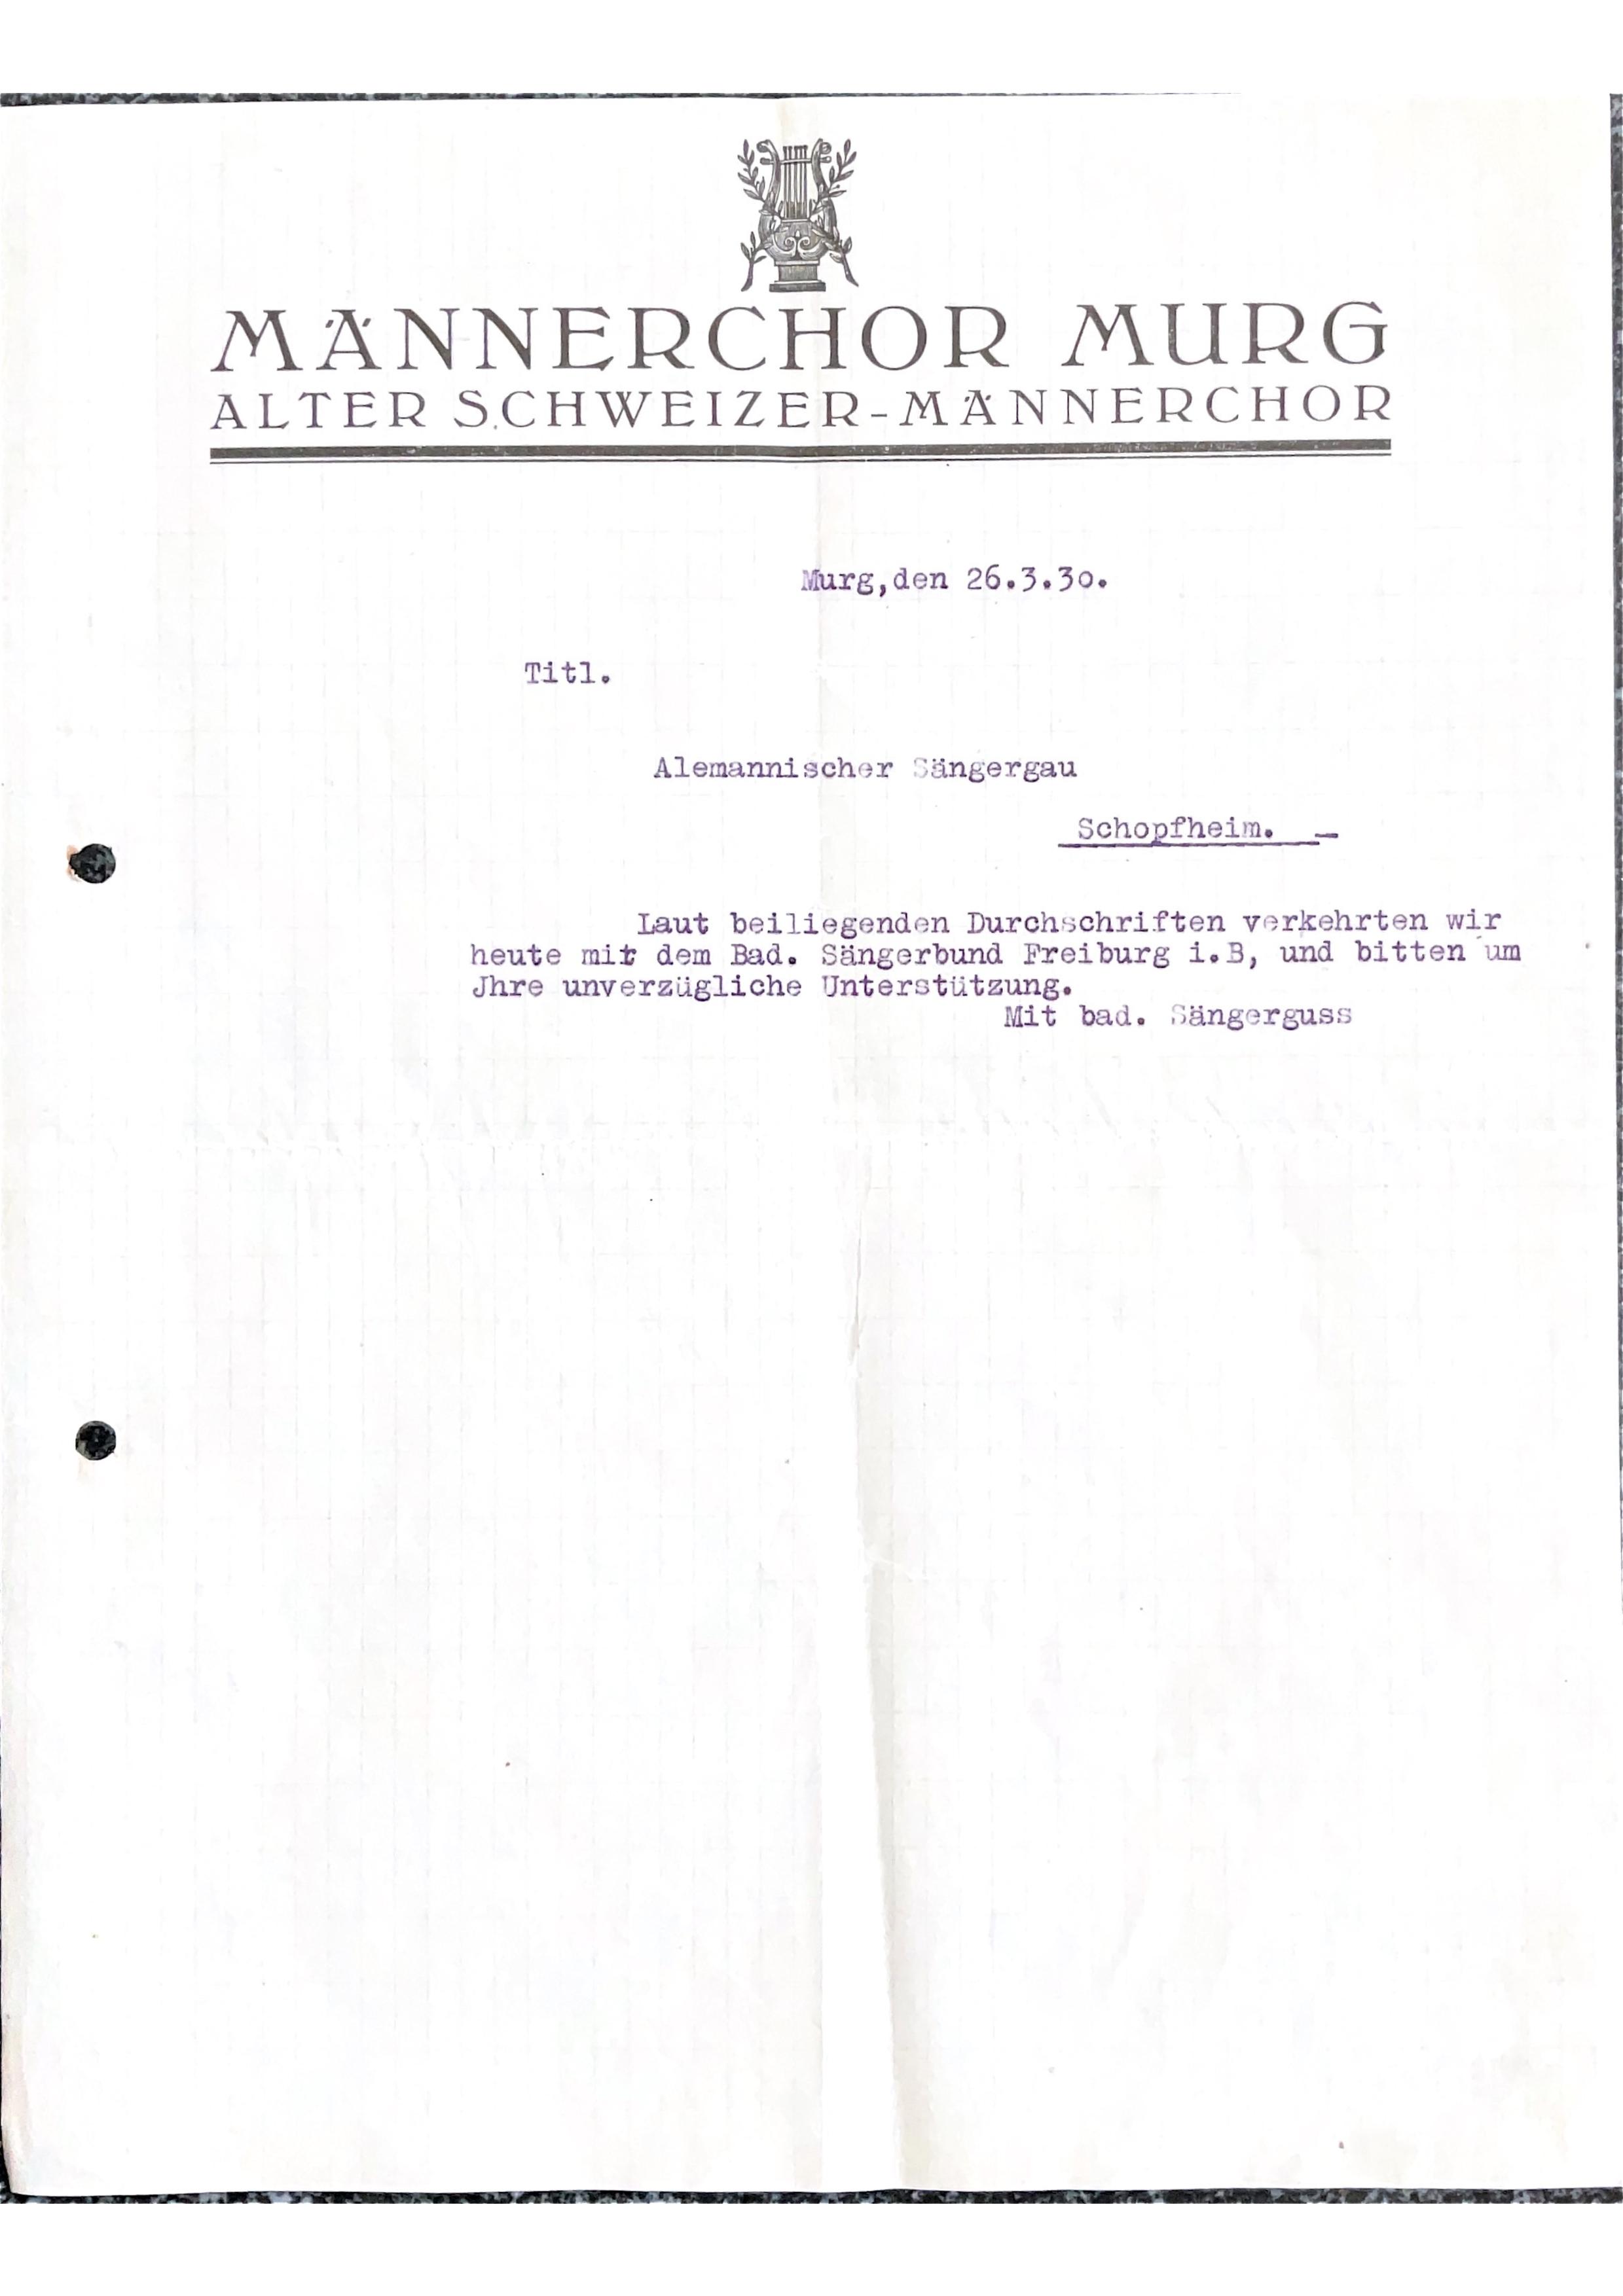 MÄNNERCHOR MURG
ALTER SCHWEIZER-MÄNNERCHOR
Murg,den 26.3.30.
Titl.
Alemannischer Sängergau
Schopfheim. -
Laut beiliegenden Durchschriften verkehrten wir
heute mit dem Bad. Sängerbund Freiburg i.B, und bitten um
Jhre unverzügliche Unterstützung.
Mit bad. Sängerguss